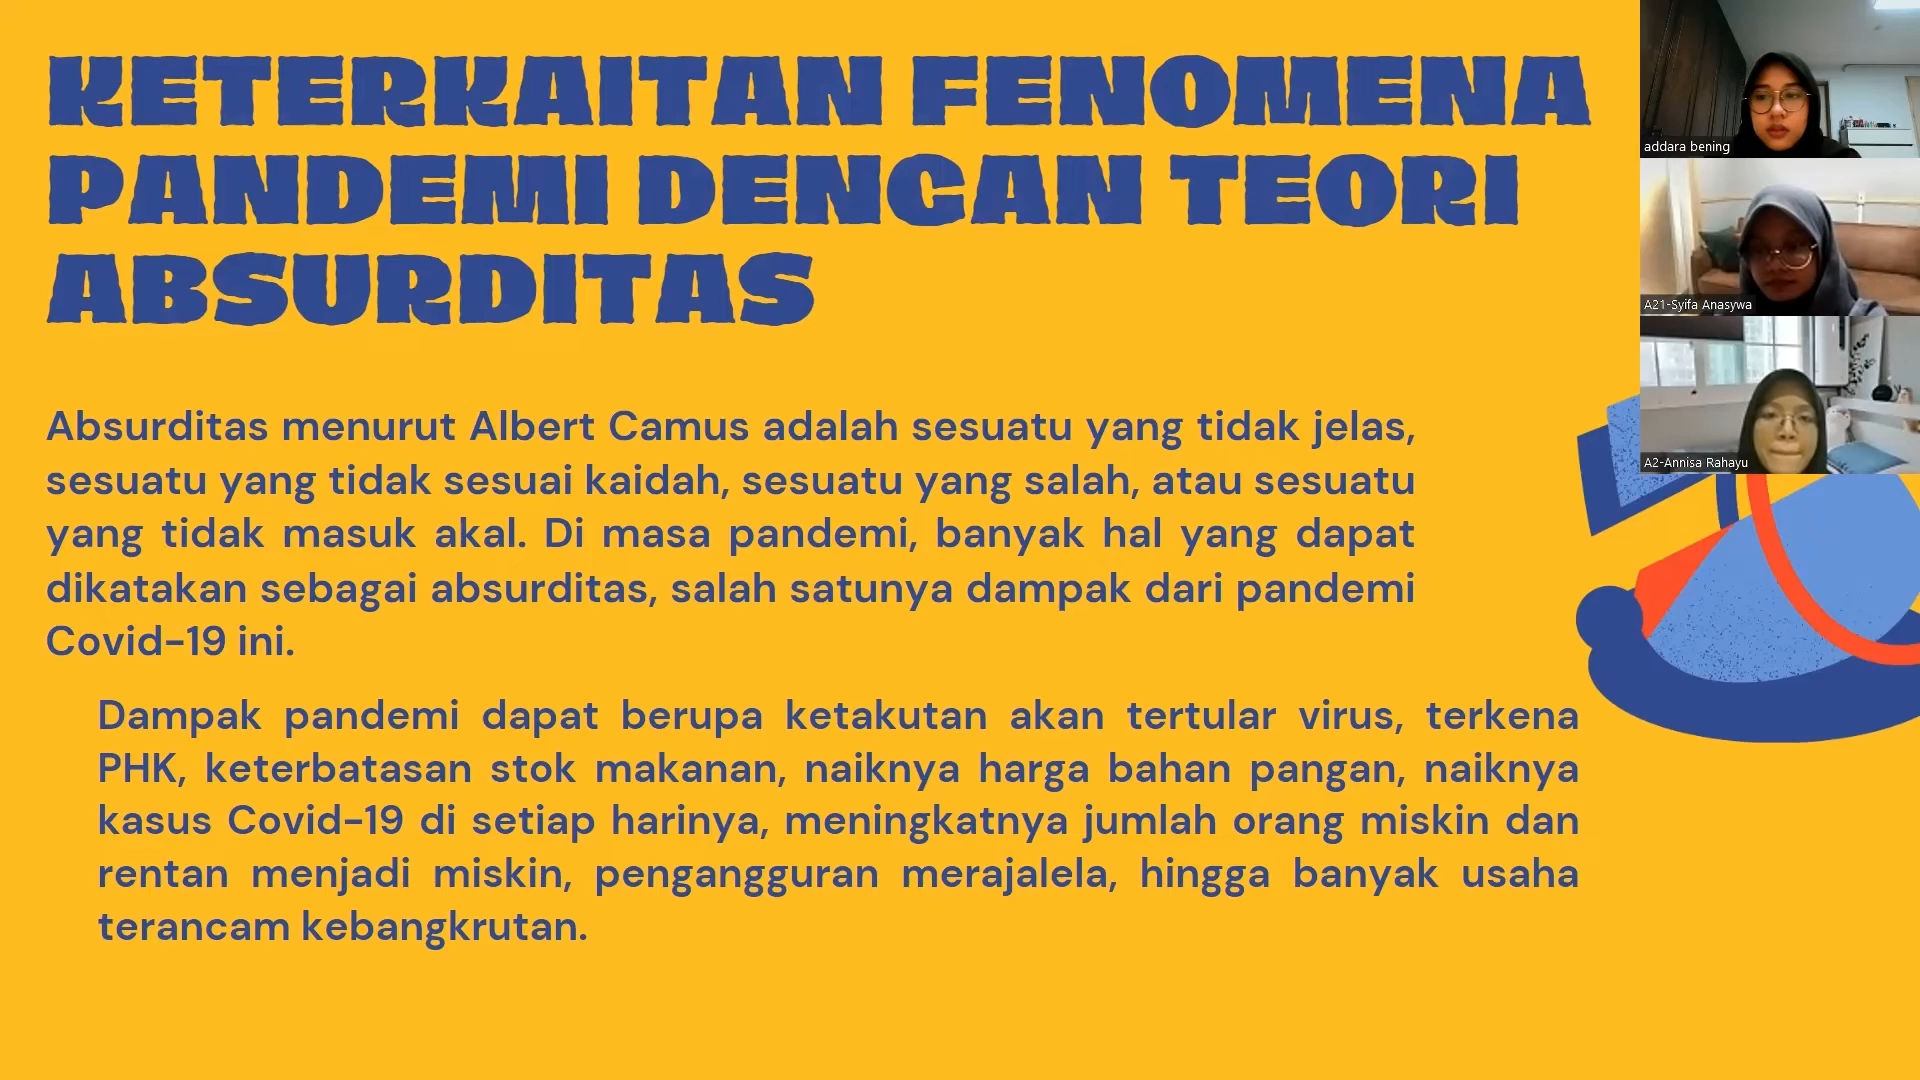 KETERKAITAN FENOMENA
PANDEMI DENGAN TEORI
ABSURDITAS
Absurditas menurut Albert Camus adalah sesuatu yang tidak jelas,
sesuatu yang tidak sesuai kaidah, sesuatu yang salah, atau sesuatu
yang tidak masuk akal. Di masa pandemi, banyak hal yang dapat
dikatakan sebagai absurditas, salah satunya dampak dari pandemi
Covid-19 ini.
Dampak pandemi dapat berupa ketakutan akan tertular virus, terkena
PHK, keterbatasan stok makanan, naiknya harga bahan pangan, naiknya
kasus Covid-19 di setiap harinya, meningkatnya jumlah orang miskin dan
rentan menjadi miskin, pengangguran merajalela, hingga banyak usaha
terancam kebangkrutan.
addara bening
A21-Syifa Anasywa
A2-Annisa Rahayu